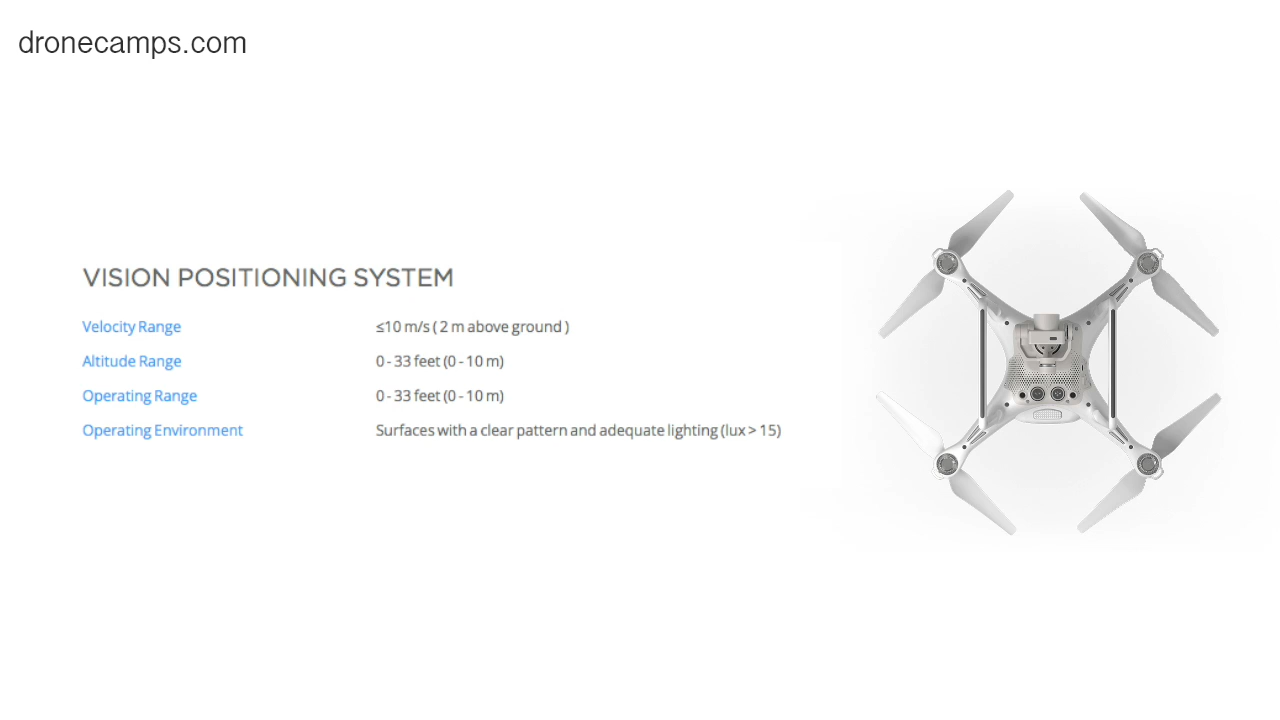 dronecamps.com
VISION POSITIONING SYSTEM
Velocity Range ≤10 m/s ( 2 m above ground )
Altitude Range 0 - 33 feet (0 - 10 m)
Operating Range 0 - 33 feet (0 - 10 m)
Operating Environment Surfaces with a clear pattern and adequate lighting (lux > 15)